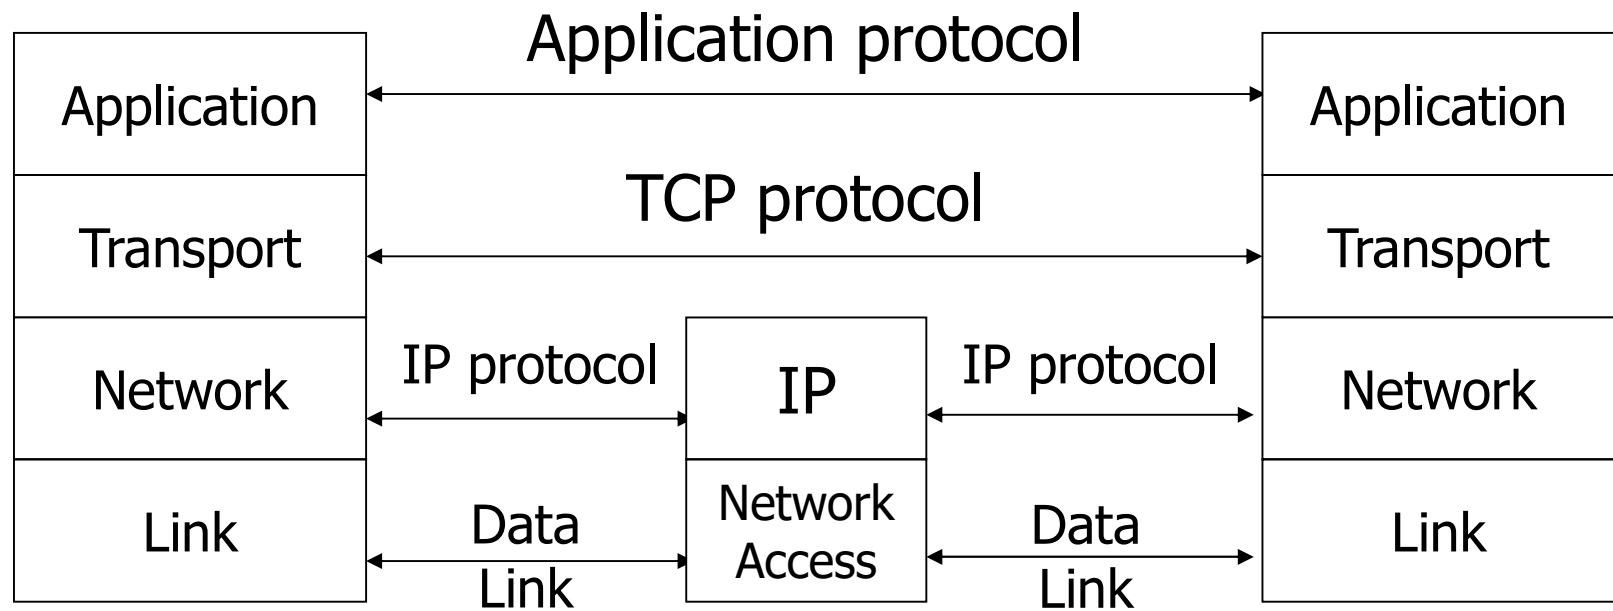 Application protocol
Application
Application
TCP protocol
Transport
Transport
IP protocol
IP
IP protocol
Network
Network
Link
Data
Link
Network
Access
Data
Link
Link